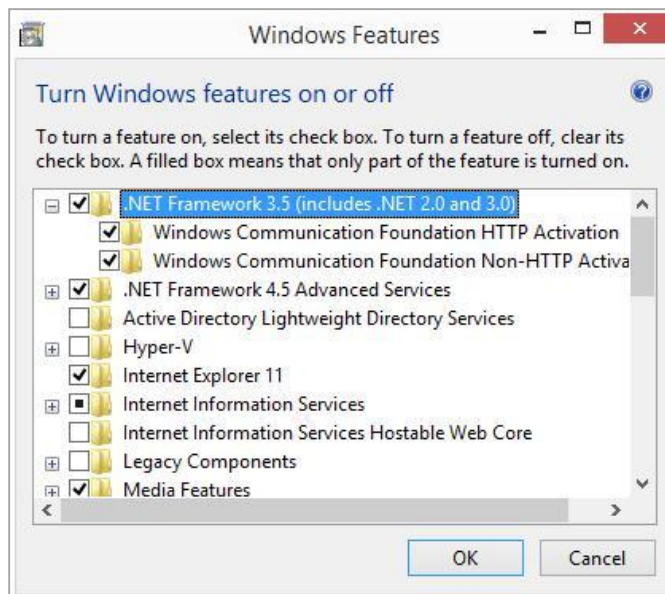 Windows Features
Turn Windows features on or off
To turn a feature on, select its check box. To turn a feature off, clear its
check box. A filled box means that only part of the feature is turned on.
.NET Framework 3.5 (includes .NET 2.0 and 3.0)
Windows Communication Foundation HTTP Activation
Windows Communication Foundation Non-HTTP Activa
.NET Framework 4.5 Advanced Services
Active Directory Lightweight Directory Services
Hyper-V
Internet Explorer 11
Internet Information Services
Internet Information Services Hostable Web Core
Legacy Components
Media Features
OK Cancel